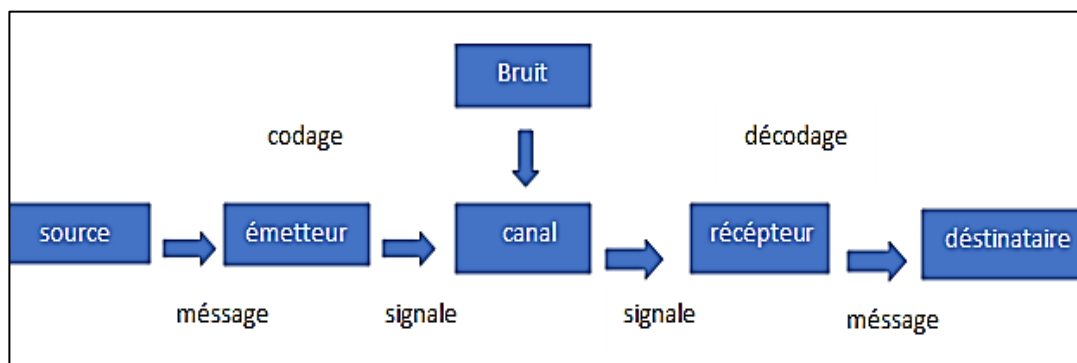 Bruit
codage
décodage
source
émetteur
canal
récépteur
déstinataire
méssage
signale
signale
méssage